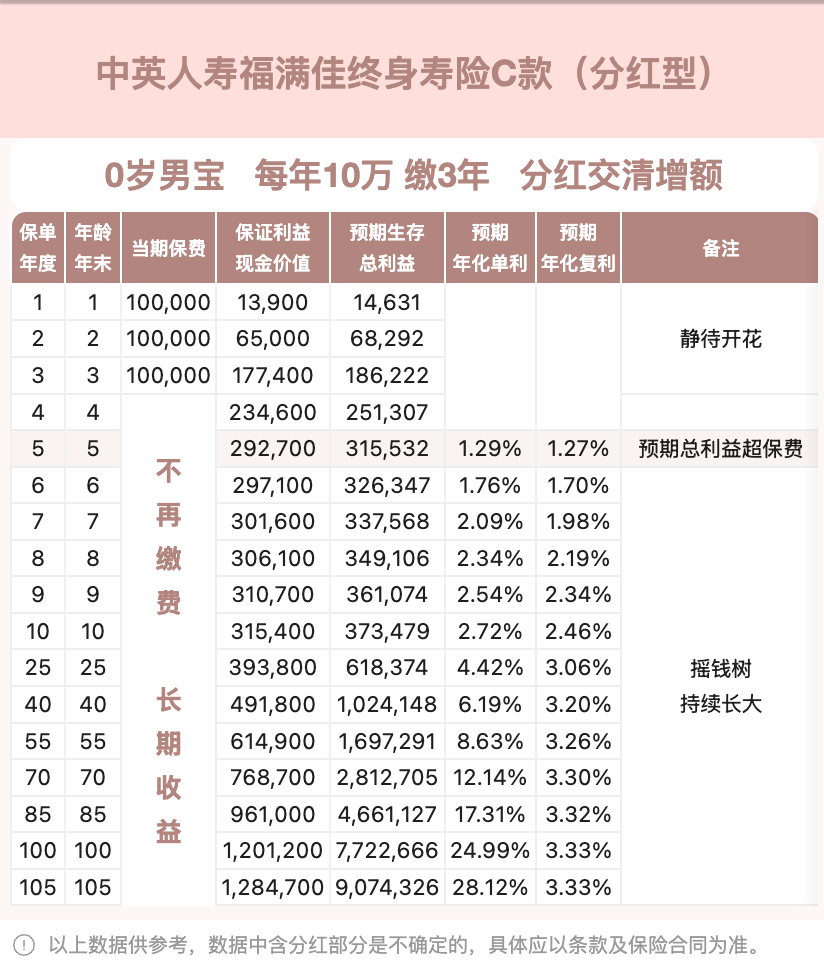 中英人寿福满佳终身寿险C款（分红型）
0岁男宝 每年10万 缴3年 分红交清增额
保单年度 年龄年末 当期保费 保证利益现金价值 预期生存总利益 预期年化单利 预期年化复利 备注
1 1 100,000 13,900 14,631
2 2 100,000 65,000 68,292 静待开花
3 3 100,000 177,400 186,222
4 4 234,600 251,307
5 5 292,700 315,532 1.29% 1.27% 预期总利益超保费
6 6 297,100 326,347 1.76% 1.70%
7 7 301,600 337,568 2.09% 1.98%
8 8 306,100 349,106 2.34% 2.19%
9 9 310,700 361,074 2.54% 2.34%
10 10 315,400 373,479 2.72% 2.46%
25 25 393,800 618,374 4.42% 3.06% 摇钱树
40 40 491,800 1,024,148 6.19% 3.20% 持续长大
55 55 614,900 1,697,291 8.63% 3.26%
70 70 768,700 2,812,705 12.14% 3.30%
85 85 961,000 4,661,127 17.31% 3.32%
100 100 1,201,200 7,722,666 24.99% 3.33%
105 105 1,284,700 9,074,326 28.12% 3.33%
不再缴费 长期收益
以上数据供参考，数据中含分红部分是不确定的，具体应以条款及保险合同为准。